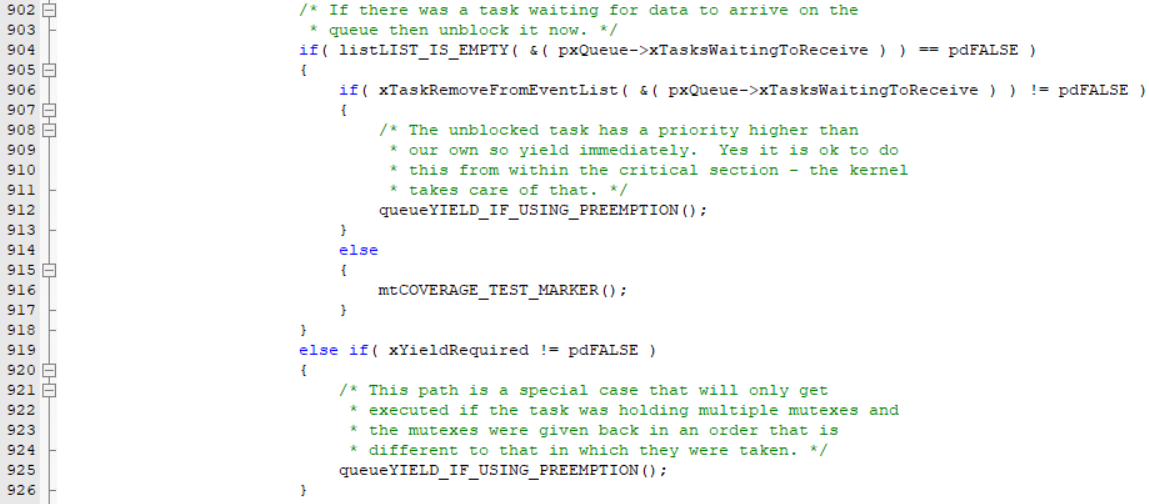 902 /* If there was a task waiting for data to arrive on the
903 * queue then unblock it now. */
904 if( listLIST_IS_EMPTY( &( pxQueue->xTasksWaitingToReceive ) ) == pdFALSE )
905 {
906 if( xTaskRemoveFromEventList( &( pxQueue->xTasksWaitingToReceive ) ) != pdFALSE )
907 {
908 /* The unblocked task has a priority higher than
909 * our own so yield immediately.  Yes it is ok to do
910 * this from within the critical section - the kernel
911 * takes care of that. */
912 queueYIELD_IF_USING_PREEMPTION();
913 }
914 else
915 {
916 mtCOVERAGE_TEST_MARKER();
917 }
918 }
919 else if( xYieldRequired != pdFALSE )
920 {
921 /* This path is a special case that will only get
922 * executed if the task was holding multiple mutexes and
923 * the mutexes were given back in an order that is
924 * different to that in which they were taken. */
925 queueYIELD_IF_USING_PREEMPTION();
926 }